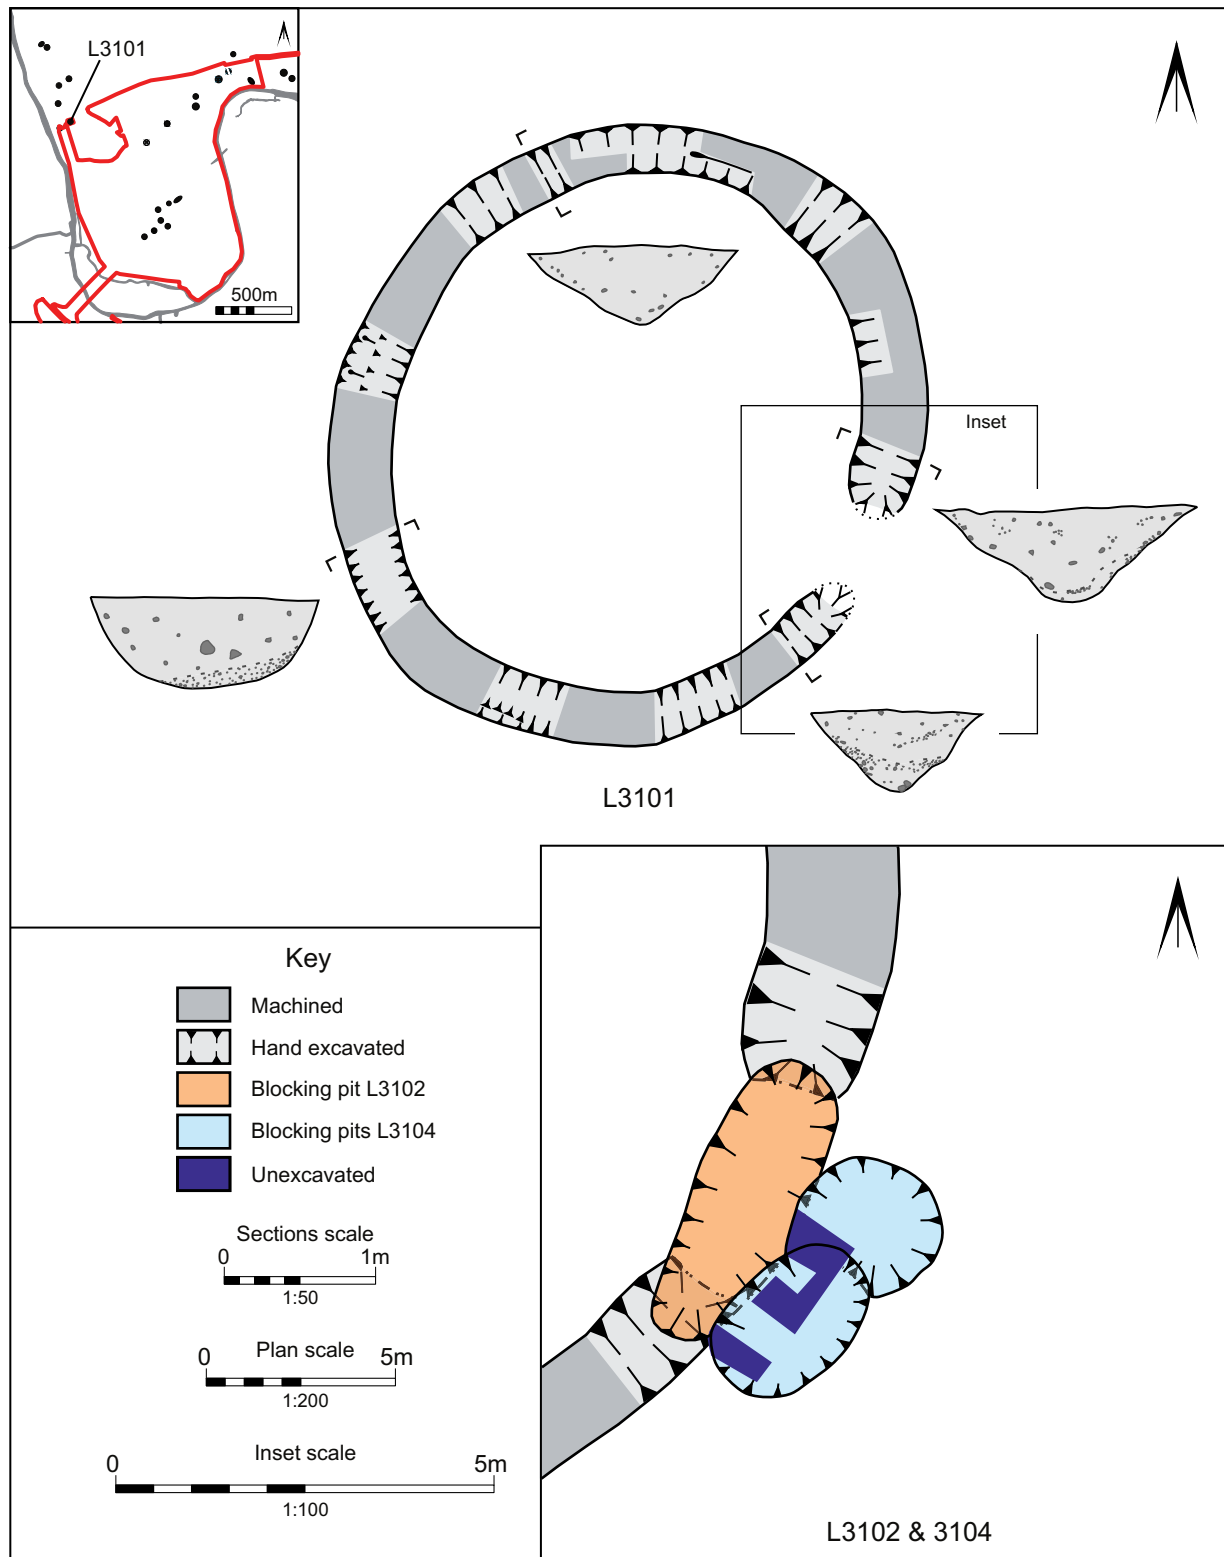 L3101
500m
Inset
L3101
Key
Machined
Hand excavated
Blocking pit L3102
Blocking pits L3104
Unexcavated
Sections scale
0 1m
1:50
Plan scale
0 5m
1:200
Inset scale
0 5m
1:100
L3102 & 3104